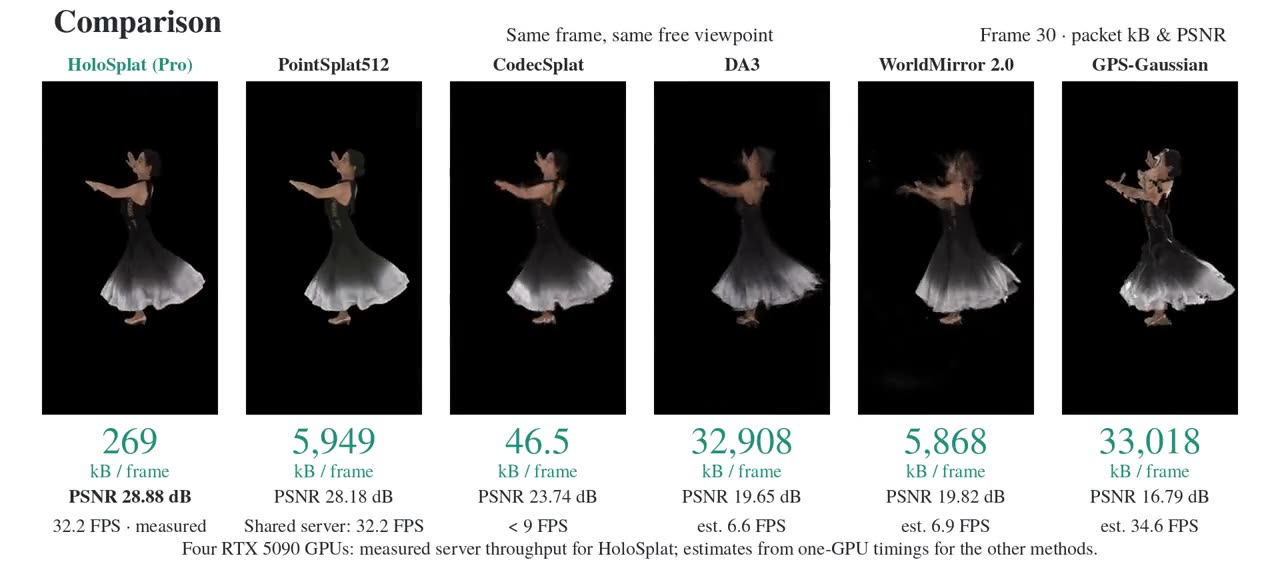 Comparison
Same frame, same free viewpoint
Frame 30 · packet kB & PSNR
HoloSplat (Pro)
PointSplat512
CodecSplat
DA3
WorldMirror 2.0
GPS-Gaussian
269
kB / frame
PSNR 28.88 dB
32.2 FPS · measured
5,949
kB / frame
PSNR 28.18 dB
Shared server: 32.2 FPS
46.5
kB / frame
PSNR 23.74 dB
< 9 FPS
32,908
kB / frame
PSNR 19.65 dB
est. 6.6 FPS
5,868
kB / frame
PSNR 19.82 dB
est. 6.9 FPS
33,018
kB / frame
PSNR 16.79 dB
est. 34.6 FPS
Four RTX 5090 GPUs: measured server throughput for HoloSplat; estimates from one-GPU timings for the other methods.